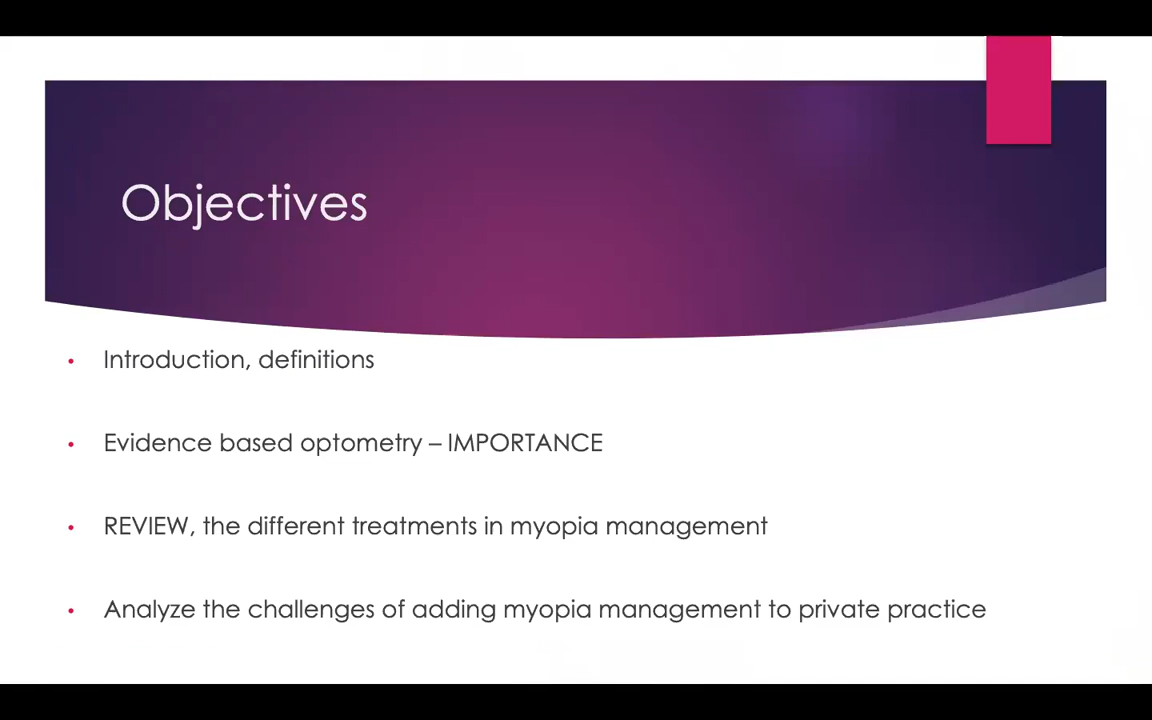 Objectives
• Introduction, definitions
• Evidence based optometry – IMPORTANCE
• REVIEW, the different treatments in myopia management
• Analyze the challenges of adding myopia management to private practice